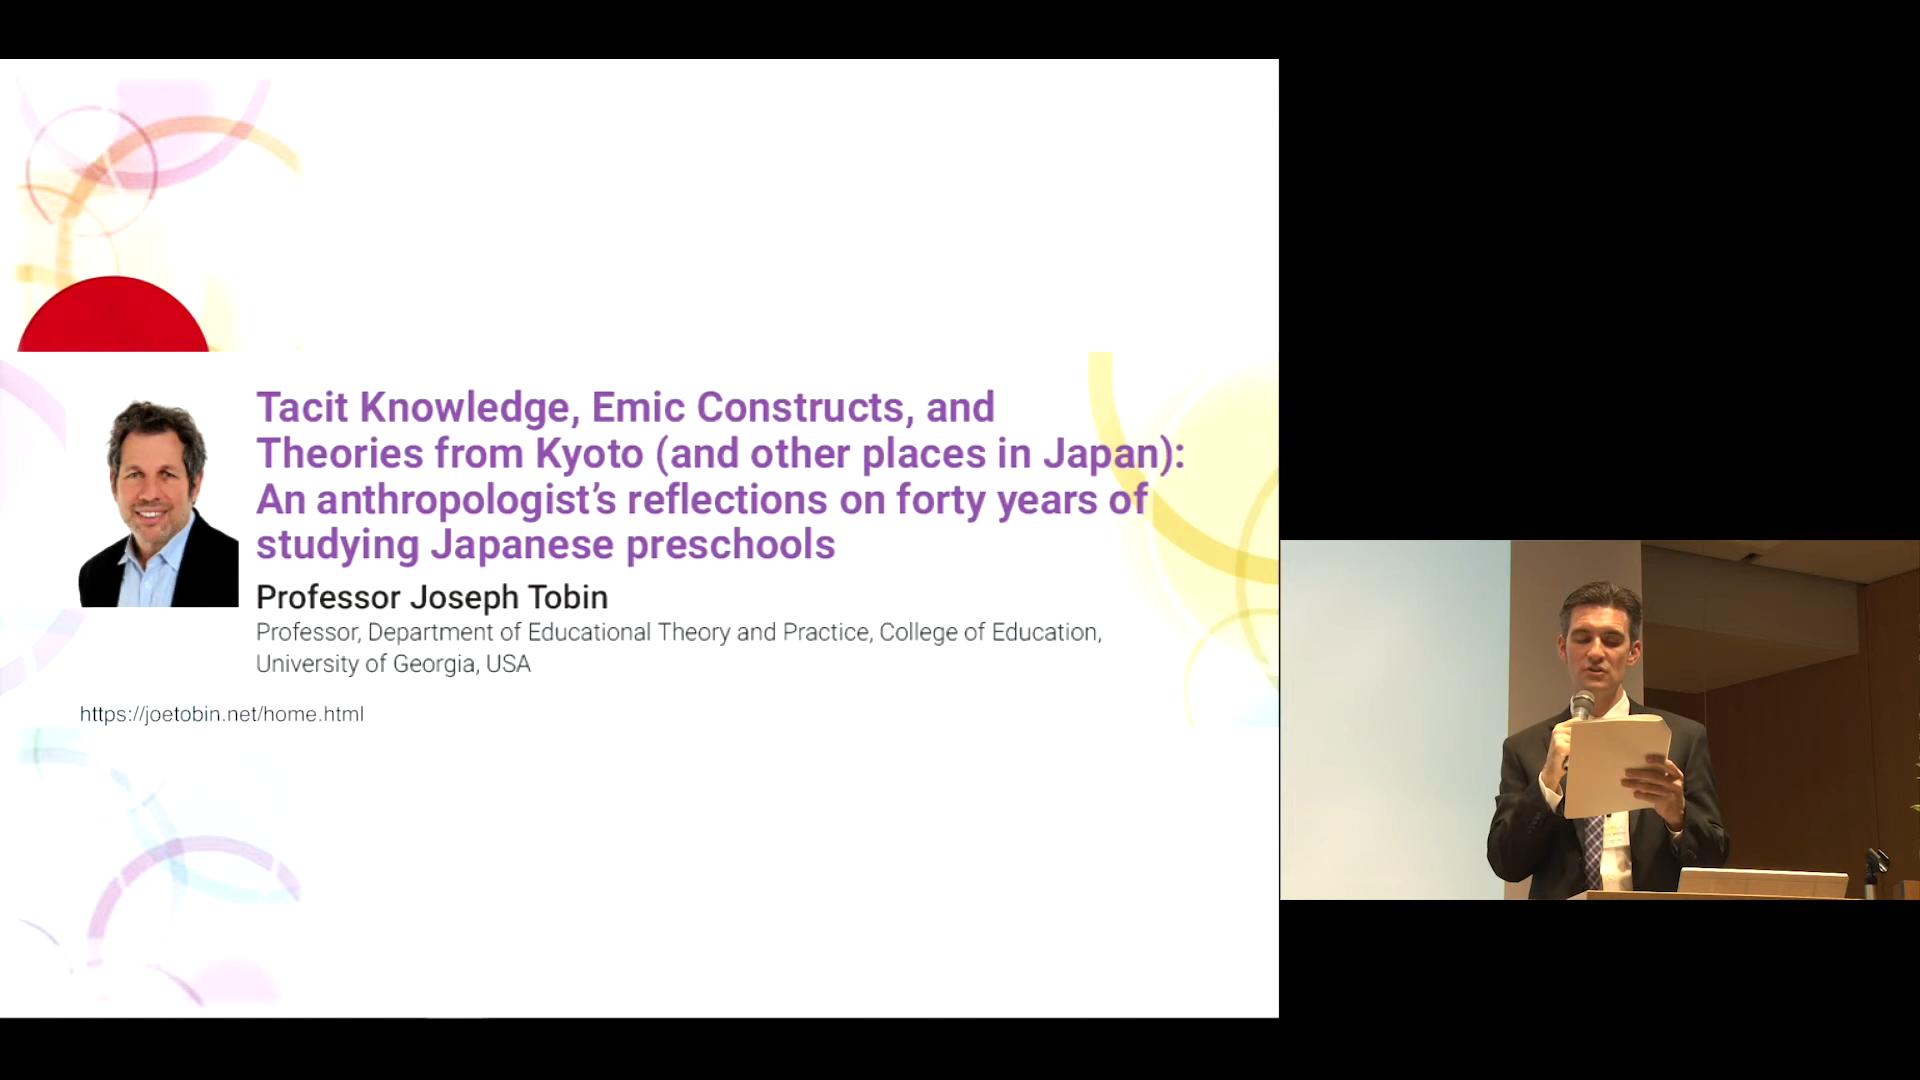 Tacit Knowledge, Emic Constructs, and
Theories from Kyoto (and other places in Japan):
An anthropologist’s reflections on forty years of
studying Japanese preschools
Professor Joseph Tobin
Professor, Department of Educational Theory and Practice, College of Education,
University of Georgia, USA
https://joetobin.net/home.html